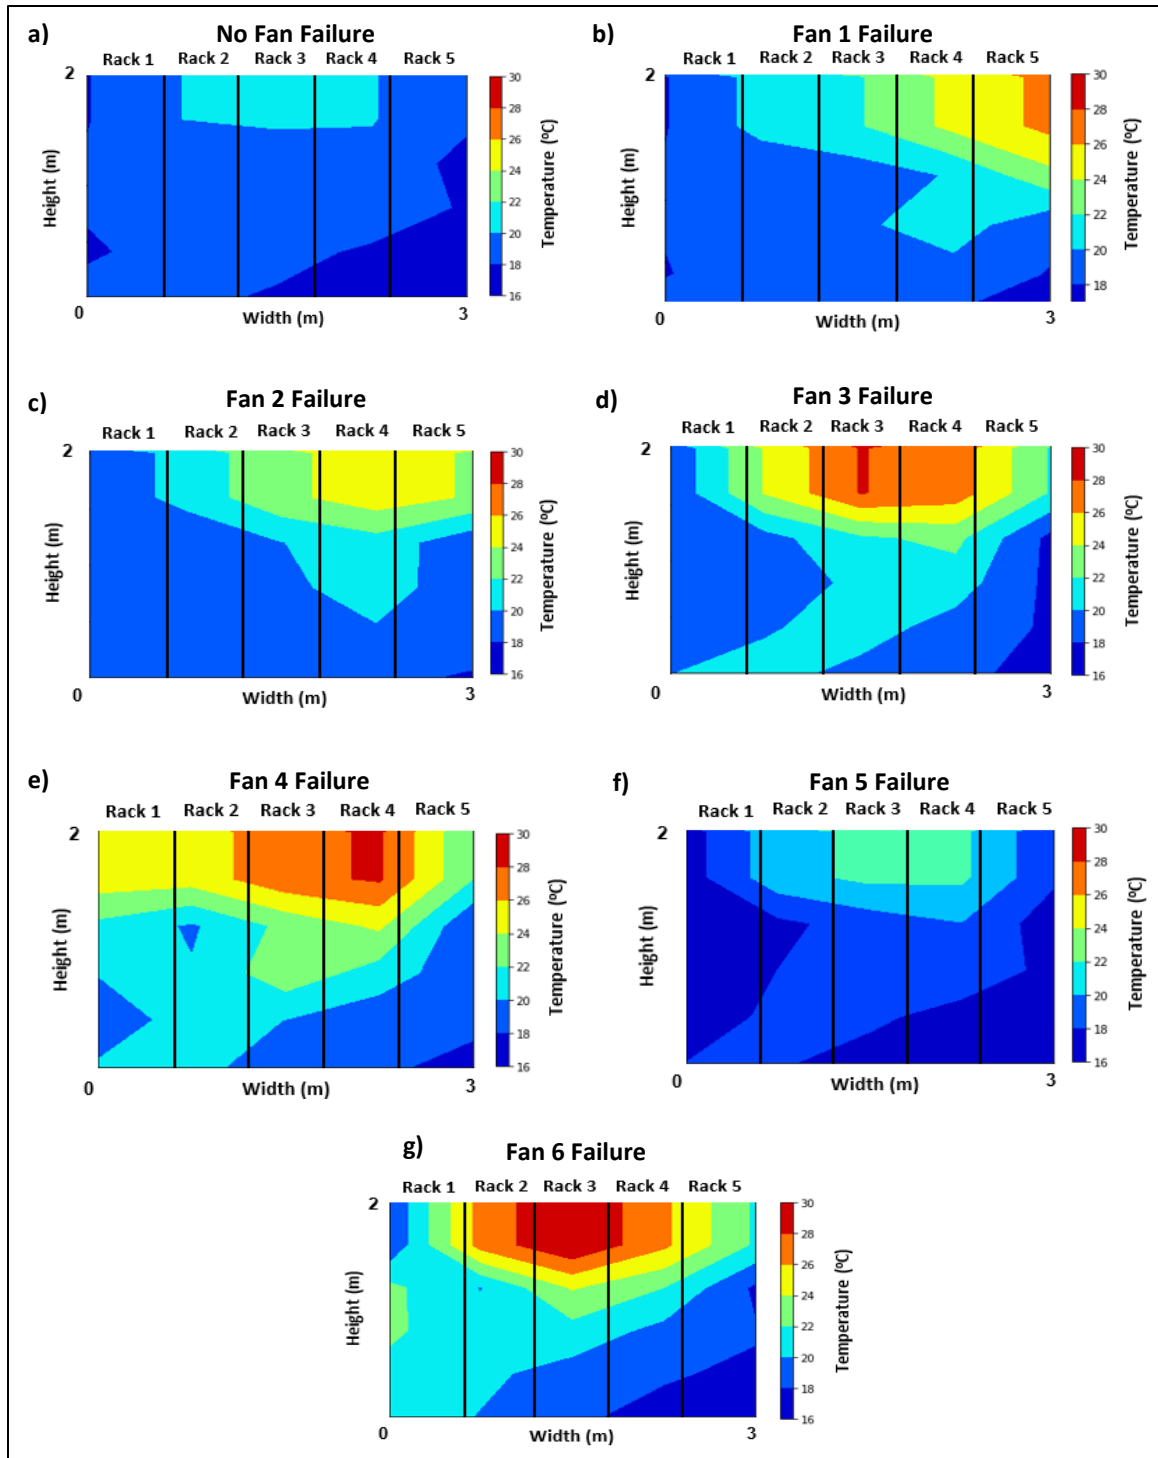 a) No Fan Failure
Rack 1 Rack 2 Rack 3 Rack 4 Rack 5
2
Height (m)
0 Width (m) 3
30
28
26
24
22
20
18
16
Temperature (ºC)
b) Fan 1 Failure
Rack 1 Rack 2 Rack 3 Rack 4 Rack 5
2
Height (m)
0 Width (m) 3
30
28
26
24
22
20
18
Temperature (ºC)
c) Fan 2 Failure
Rack 1 Rack 2 Rack 3 Rack 4 Rack 5
2
Height (m)
0 Width (m) 3
30
28
26
24
22
20
18
16
Temperature (ºC)
d) Fan 3 Failure
Rack 1 Rack 2 Rack 3 Rack 4 Rack 5
2
Height (m)
0 Width (m) 3
30
28
26
24
22
20
18
16
Temperature (ºC)
e) Fan 4 Failure
Rack 1 Rack 2 Rack 3 Rack 4 Rack 5
2
Height (m)
0 Width (m) 3
30
28
26
24
22
20
18
16
Temperature (ºC)
f) Fan 5 Failure
Rack 1 Rack 2 Rack 3 Rack 4 Rack 5
2
Height (m)
0 Width (m) 3
30
28
26
24
22
20
18
16
Temperature (ºC)
g) Fan 6 Failure
Rack 1 Rack 2 Rack 3 Rack 4 Rack 5
2
Height (m)
0 Width (m) 3
30
28
26
24
22
20
18
16
Temperature (ºC)